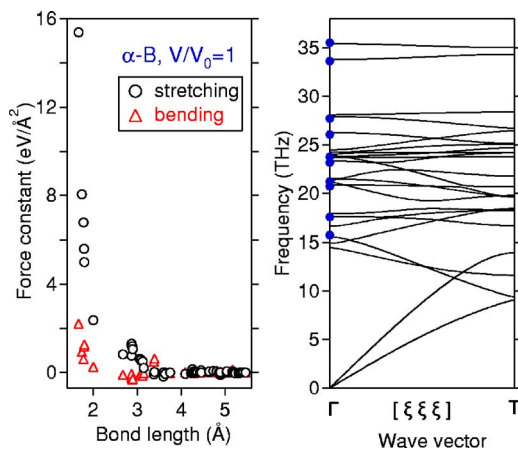 16
12
8
4
0
Force constant (eV/Å²)
α-B, V/V₀=1
stretching
bending
2 3 4 5
Bond length (Å)
35
30
25
20
15
10
5
0
Frequency (THz)
Γ [ξξξ] T
Wave vector